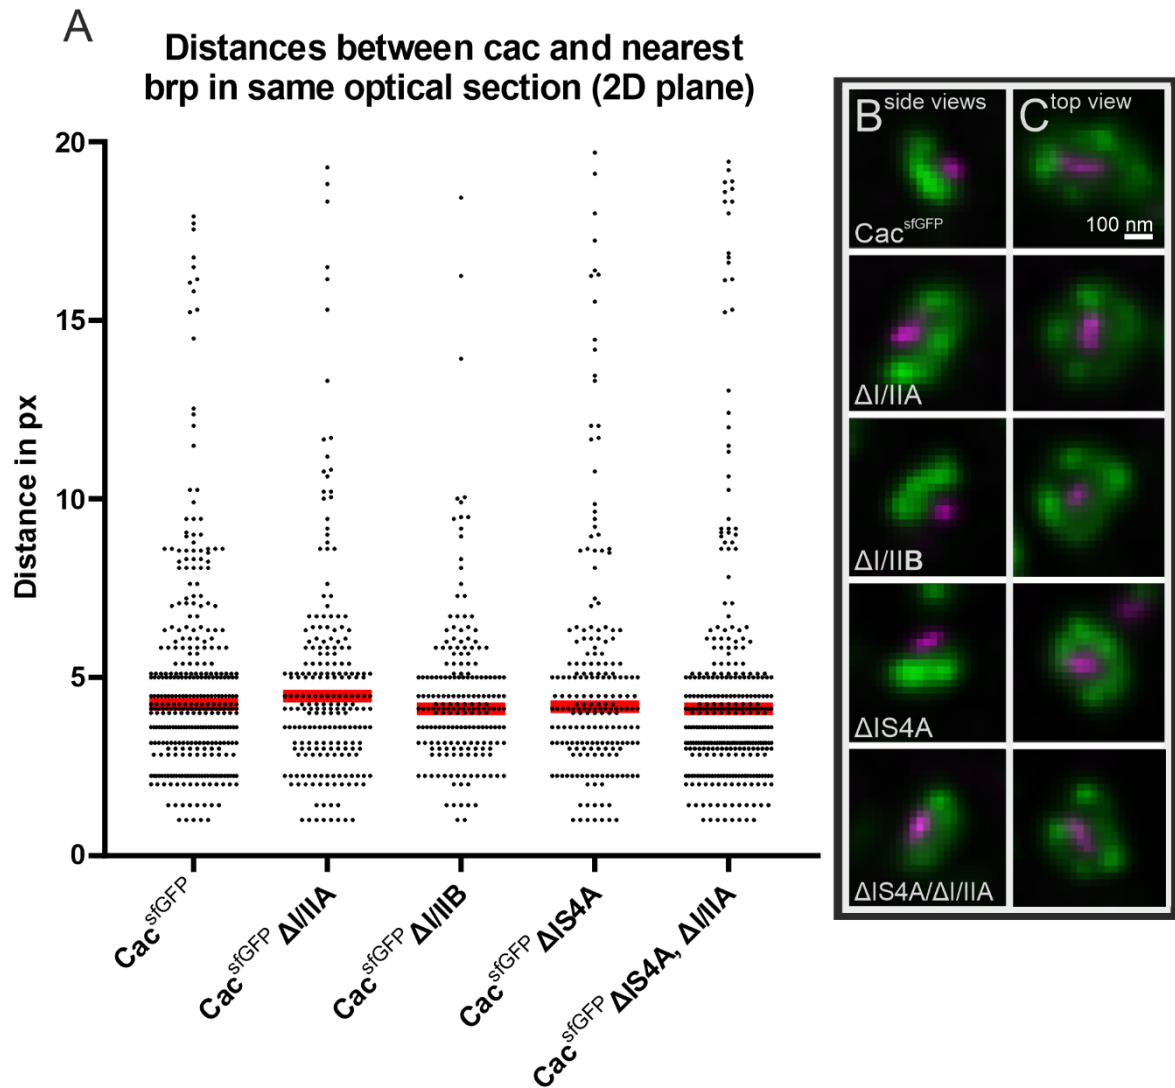 A
Distances between cac and nearest
brp in same optical section (2D plane)
Distance in px
20
15
10
5
0
Cac^sfGFP
Cac^sfGFP ΔI/IIA
Cac^sfGFP ΔI/IIB
Cac^sfGFP ΔIS4A
Cac^sfGFP ΔIS4A, ΔI/IIA
B side views
C top view
Cac^sfGFP
100 nm
ΔI/IIA
ΔI/IIB
ΔIS4A
ΔIS4A/ΔI/IIA